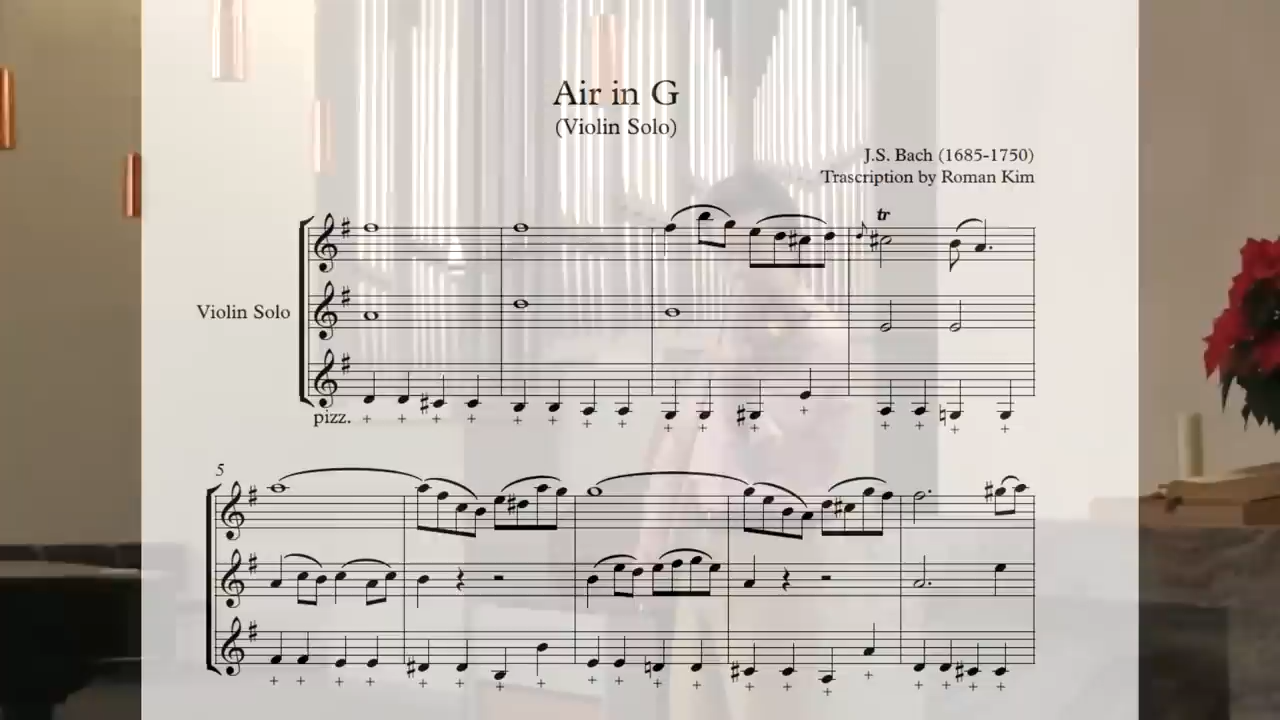 Air in G
(Violin Solo)
J.S. Bach (1685-1750)
Trascription by Roman Kim
tr
Violin Solo
pizz.
5